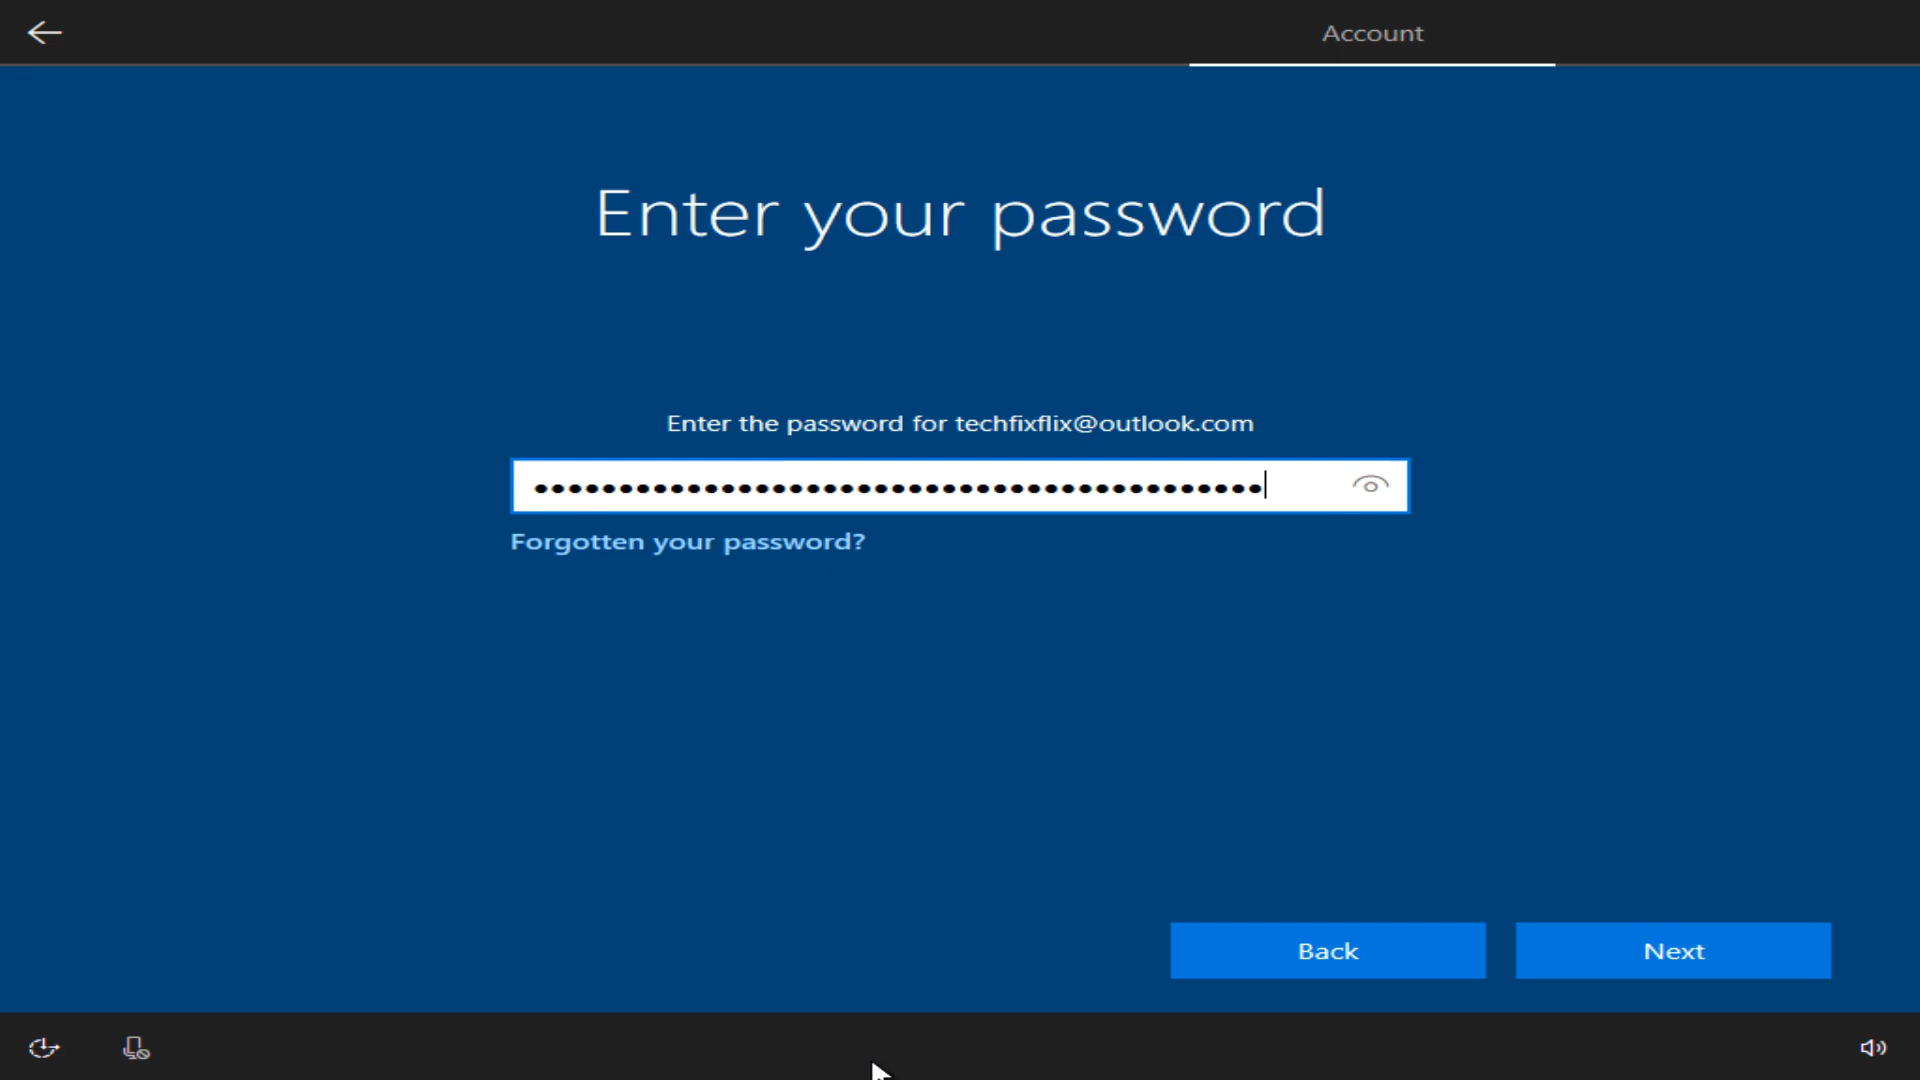 Account
Enter your password
Enter the password for techfixflix@outlook.com
•••••••••••••••••••••••••••••••••••••••••••
Forgotten your password?
Back
Next